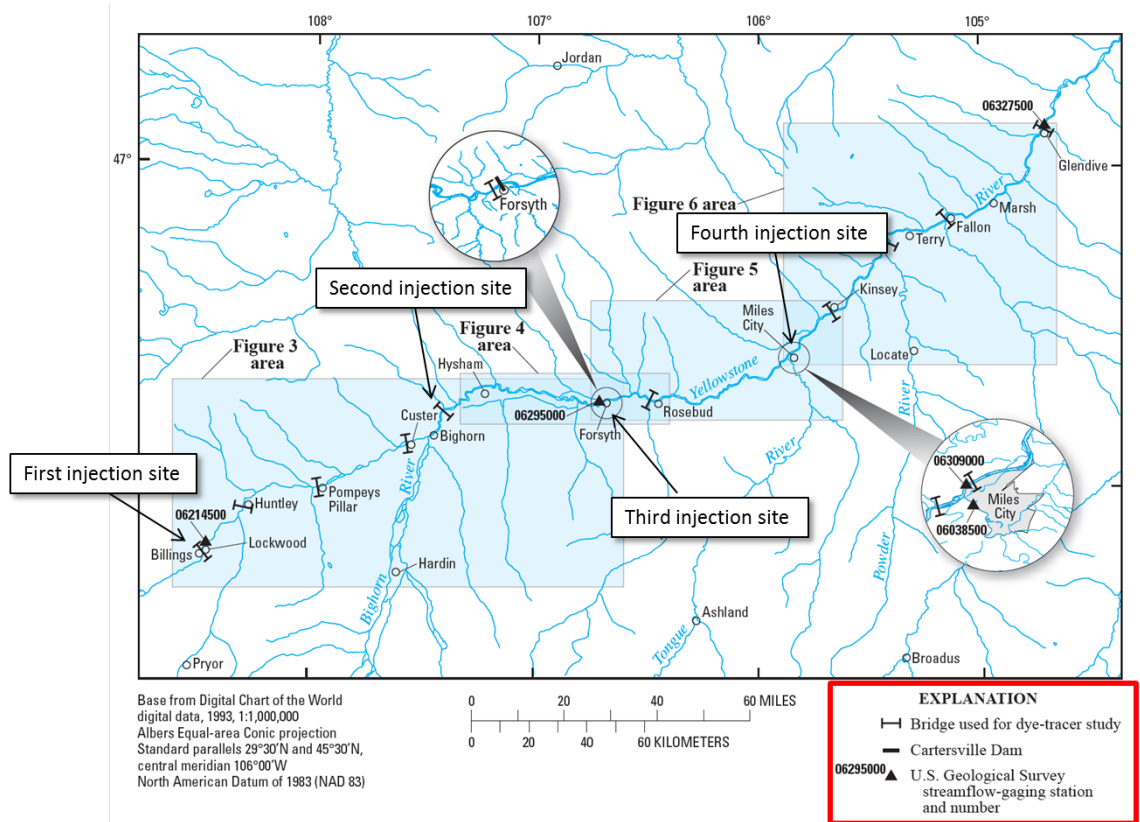 108°
107°
106°
105°
47°
Jordan
06327500
Glendive
Forsyth
Figure 6 area
River
Marsh
Fallon
Terry
Fourth injection site
Second injection site
Figure 5
area
Kinsey
Miles
City
Figure 4
area
Figure 3
area
Hysham
Yellowstone
Locate
River
06295000
Forsyth
Rosebud
Custer
Bighorn
River
River
First injection site
06309000
Miles
City
06038500
Pompeys
Pillar
Huntley
Third injection site
06214500
Billings
Lockwood
Hardin
Bighorn
Powder
Ashland
Tongue
Pryor
Broadus
Base from Digital Chart of the World
digital data, 1993, 1:1,000,000
Albers Equal-area Conic projection
Standard parallels 29°30'N and 45°30'N,
central meridian 106°00'W
North American Datum of 1983 (NAD 83)
0 20 40 60 MILES
0 20 40 60 KILOMETERS
EXPLANATION
Bridge used for dye-tracer study
Cartersville Dam
06295000 U.S. Geological Survey
streamflow-gaging station
and number